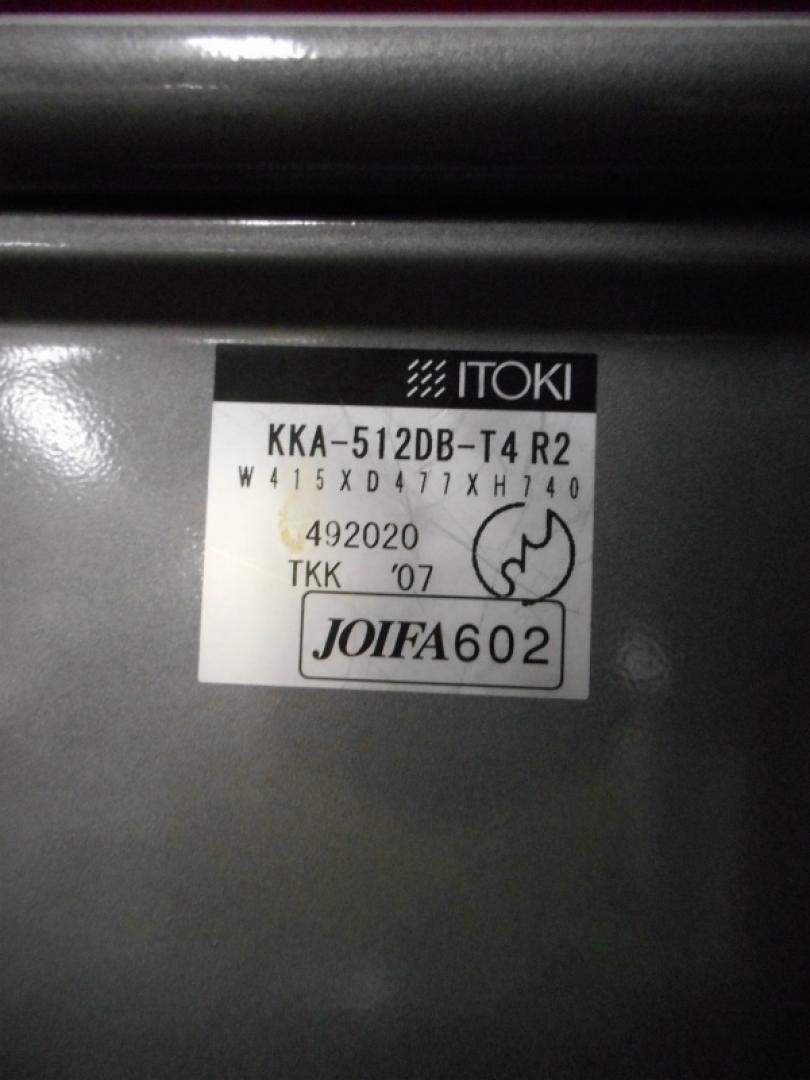 ITOKI
KKA-512DB-T4 R2
W415XD477XH740
492020
TKK '07
JOIFA602